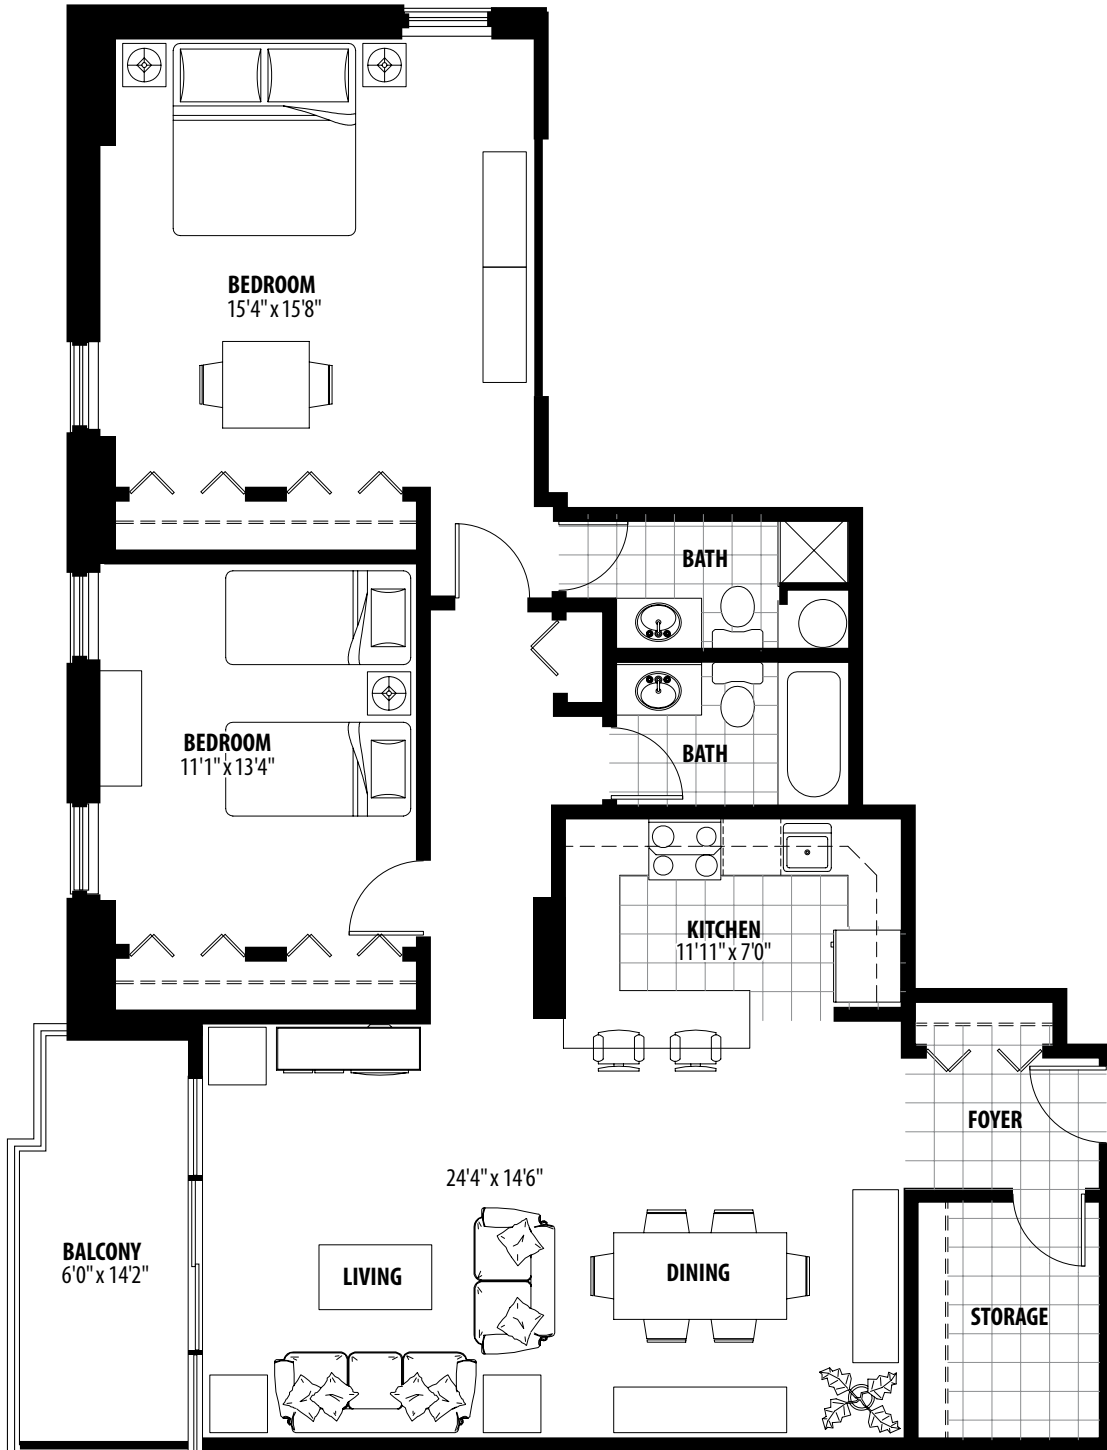 BEDROOM
15'4" x 15'8"
BATH
BEDROOM
11'1" x 13'4"
BATH
KITCHEN
11'11" x 7'0"
FOYER
24'4" x 14'6"
BALCONY
6'0" x 14'2"
LIVING
DINING
STORAGE